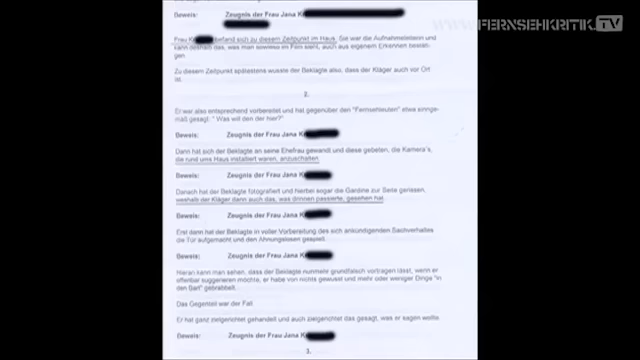 WWW.FERNSEHKRITIK.TV
Beweis: Zeugnis der Frau Jana K
Frau K befand sich zu diesem Zeitpunkt im Haus. Sie war die Aufnahmeleiterin und
kann deshalb das, was man sowieso im Film sieht, auch aus eigenem Erkennen bestäti-
gen.
Zu diesem Zeitpunkt spätestens wusste der Beklagte also, dass der Kläger auch vor Ort
ist.
2.
Er war also entsprechend vorbereitet und hat gegenüber den "Fernsehleuten" etwa sinnge-
mäß gesagt: " Was will den der hier?"
Beweis: Zeugnis der Frau Jana K
Dann hat sich der Beklagte an seine Ehefrau gewandt und diese gebeten, die Kamera´s,
die rund ums Haus installiert waren, anzuschalten.
Beweis: Zeugnis der Frau Jana K
Danach hat der Beklagte fotografiert und hierbei sogar die Gardine zur Seite gerissen,
weshalb der Kläger dann auch das, was drinnen passierte, gesehen hat.
Beweis: Zeugnis der Frau Jana K
Erst dann hat der Beklagte in voller Vorbereitung des sich ankündigenden Sachverhaltes
die Tür aufgemacht und den Ahnungslosen gespielt.
Beweis: Zeugnis der Frau Jana K
Hieran kann man sehen, dass der Beklagte nunmehr grundfalsch vortragen lässt, wenn er
offenbar suggerieren möchte, er habe von nichts gewusst und mehr oder weniger Dinge "in
den Bart" gebrabbelt.
Das Gegenteil war der Fall.
Er hat ganz zielgerichtet gehandelt und auch zielgerichtet das gesagt, was er sagen wollte.
Beweis: Zeugnis der Frau Jana K
3.